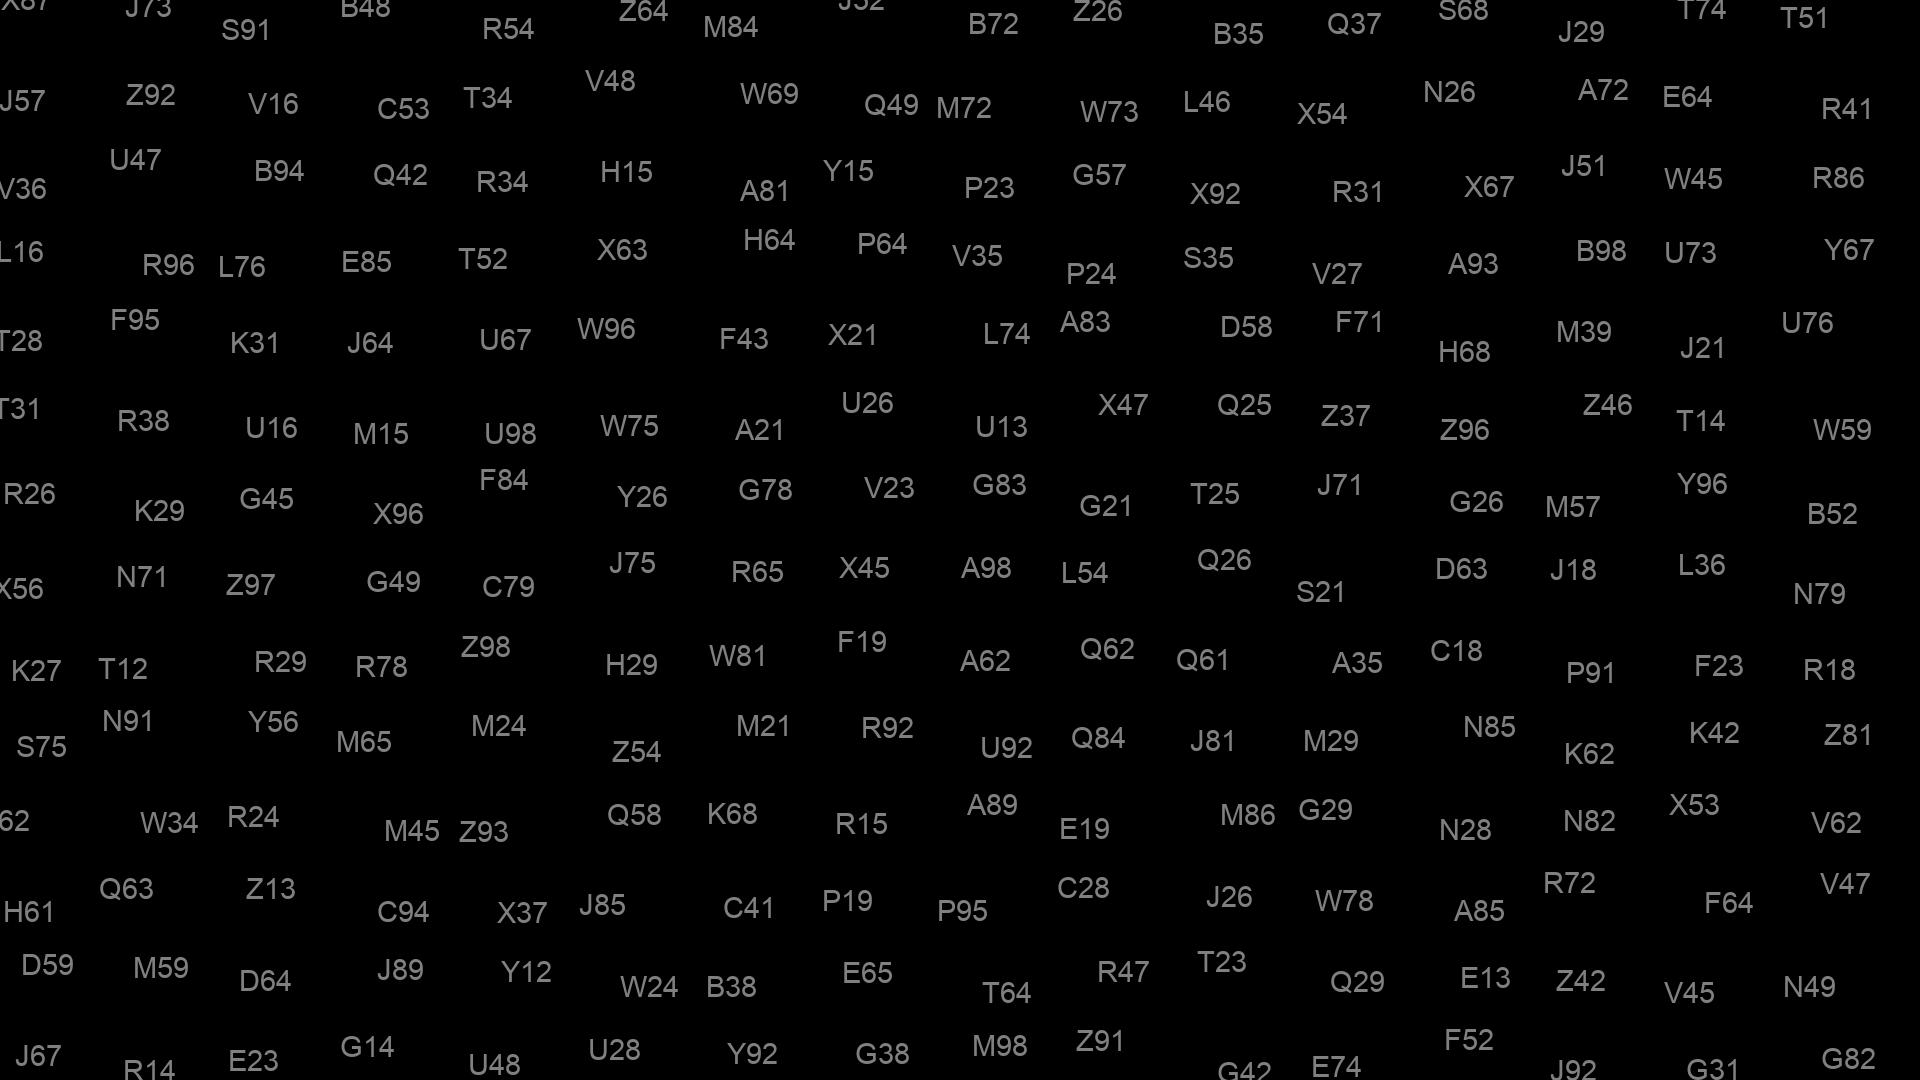 X87 J73 S91 B48 R54 Z64 M84 J52 B72 Z26 B35 Q37 S68 J29 T74 T51
J57 Z92 V16 C53 T34 V48 W69 Q49 M72 W73 L46 X54 N26 A72 E64 R41
V36 U47 B94 Q42 R34 H15 A81 Y15 P23 G57 X92 R31 X67 J51 W45 R86
L16 R96 L76 E85 T52 X63 H64 P64 V35 P24 S35 V27 A93 B98 U73 Y67
T28 F95 K31 J64 U67 W96 F43 X21 L74 A83 D58 F71 H68 M39 J21 U76
T31 R38 U16 M15 U98 W75 A21 U26 U13 X47 Q25 Z37 Z96 Z46 T14 W59
R26 K29 G45 X96 F84 Y26 G78 V23 G83 G21 T25 J71 G26 M57 Y96 B52
X56 N71 Z97 G49 C79 J75 R65 X45 A98 L54 Q26 S21 D63 J18 L36 N79
K27 T12 R29 R78 Z98 H29 W81 F19 A62 Q62 Q61 A35 C18 P91 F23 R18
S75 N91 Y56 M65 M24 Z54 M21 R92 U92 Q84 J81 M29 N85 K62 K42 Z81
62 W34 R24 M45 Z93 Q58 K68 R15 A89 E19 M86 G29 N28 N82 X53 V62
H61 Q63 Z13 C94 X37 J85 C41 P19 P95 C28 J26 W78 A85 R72 F64 V47
D59 M59 D64 J89 Y12 W24 B38 E65 T64 R47 T23 Q29 E13 Z42 V45 N49
J67 R14 E23 G14 U48 U28 Y92 G38 M98 Z91 G42 E74 F52 J92 G31 G82